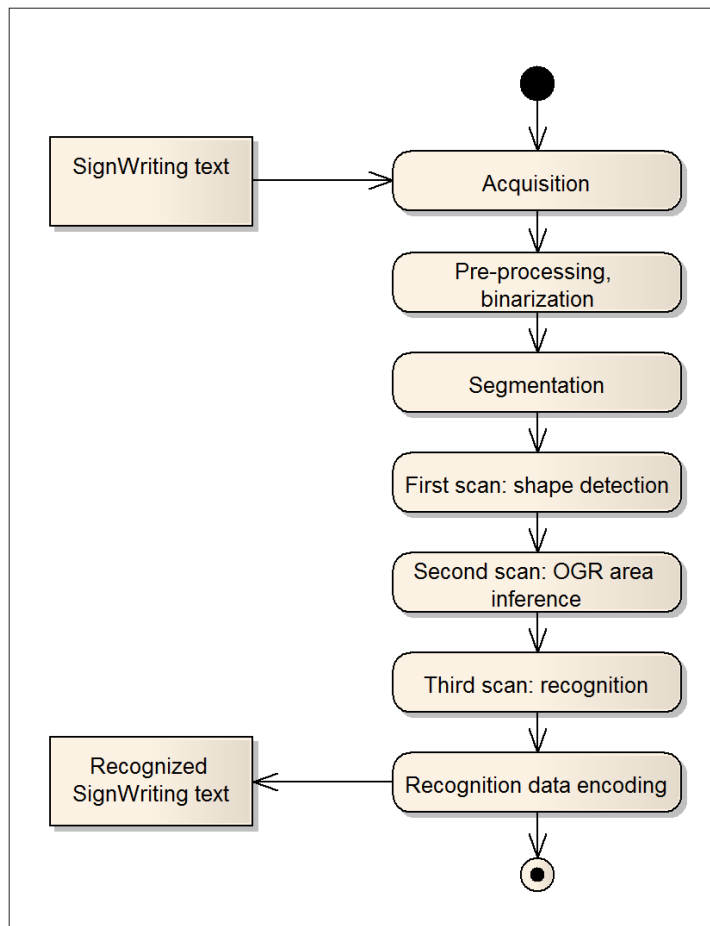 SignWriting text
Acquisition
Pre-processing,
binarization
Segmentation
First scan: shape detection
Second scan: OGR area
inference
Third scan: recognition
Recognized
SignWriting text
Recognition data encoding